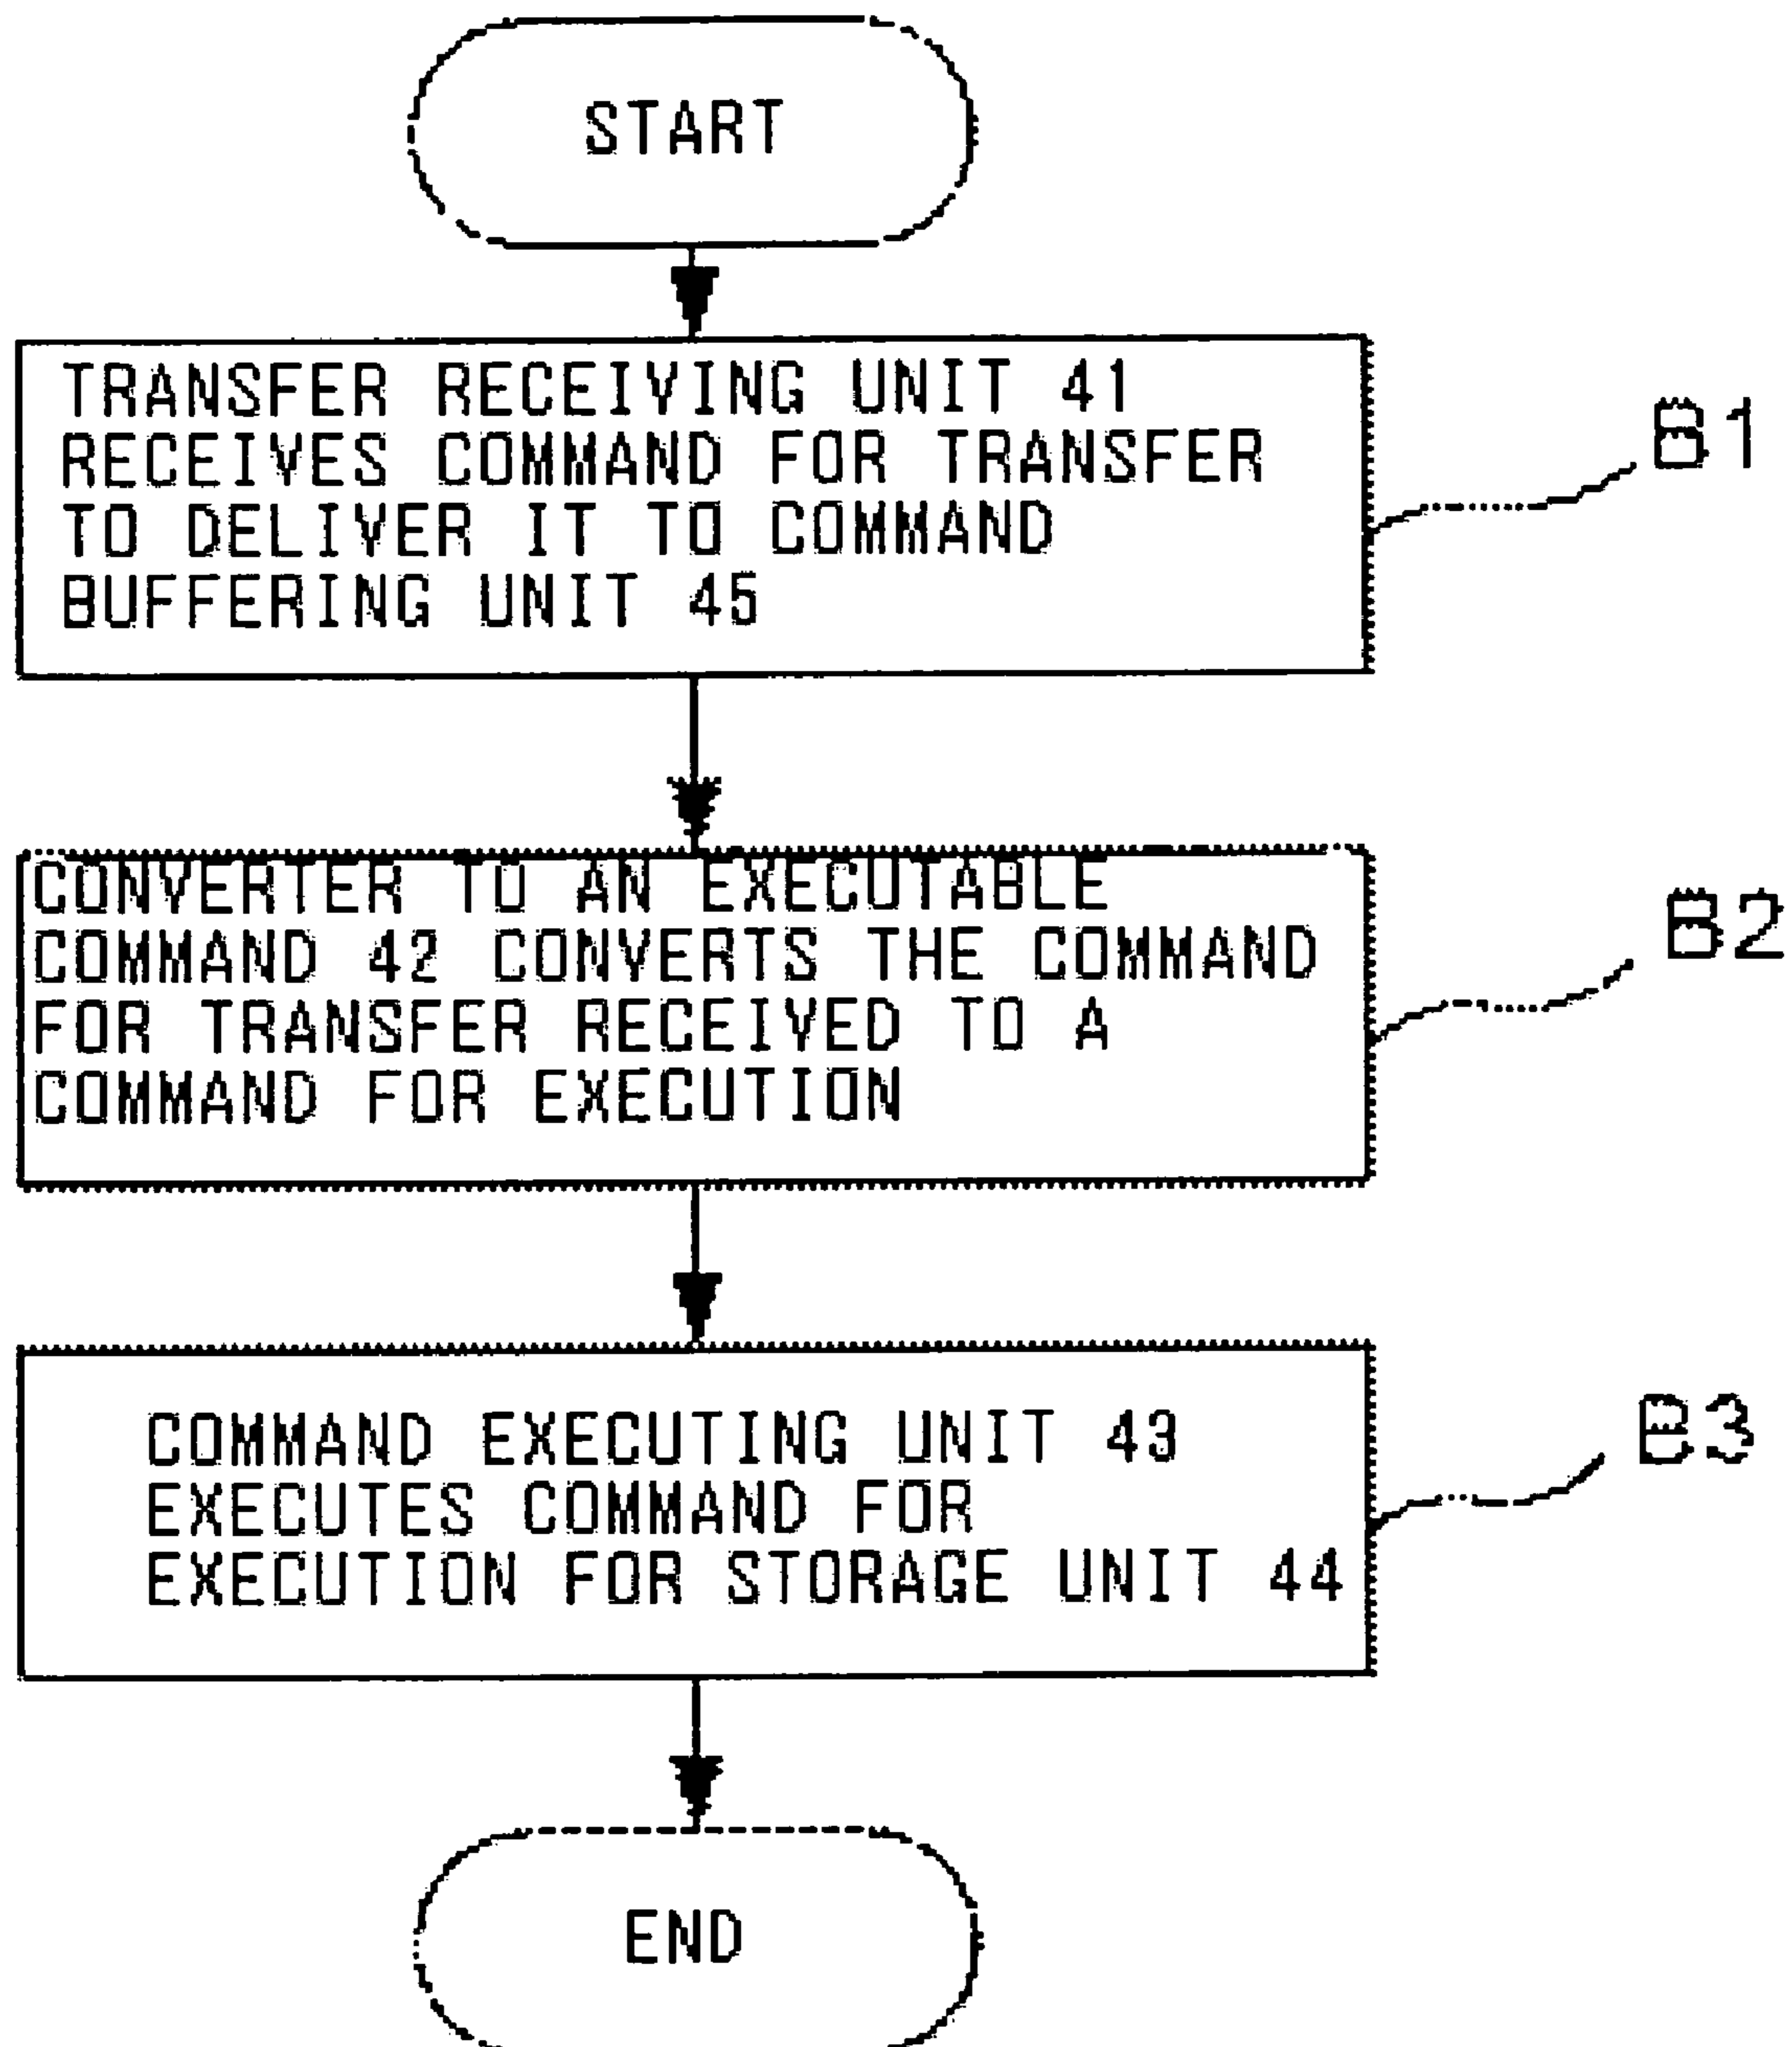 START
TRANSFER RECEIVING UNIT 41
RECEIVES COMMAND FOR TRANSFER
TO DELIVER IT TO COMMAND
BUFFERING UNIT 45
B1
CONVERTER TO AN EXECUTABLE
COMMAND 42 CONVERTS THE COMMAND
FOR TRANSFER RECEIVED TO A
COMMAND FOR EXECUTION
B2
COMMAND EXECUTING UNIT 43
EXECUTES COMMAND FOR
EXECUTION FOR STORAGE UNIT 44
B3
END